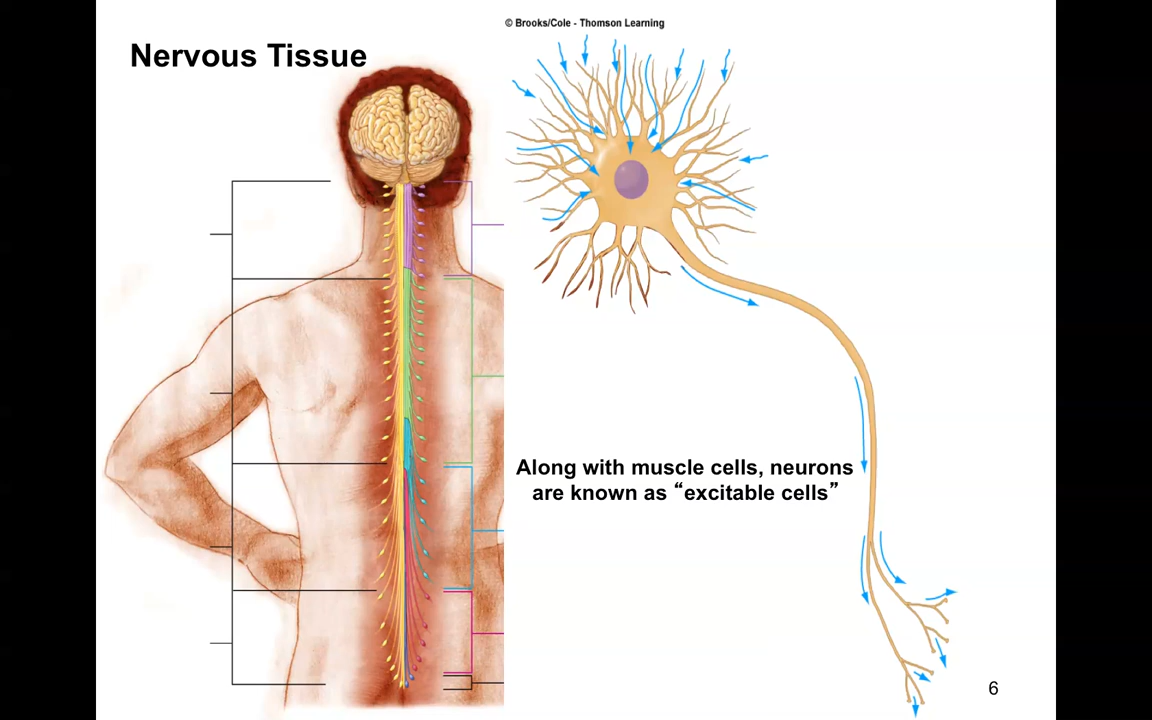 © Brooks/Cole - Thomson Learning
Nervous Tissue
Along with muscle cells, neurons
are known as “excitable cells”
6